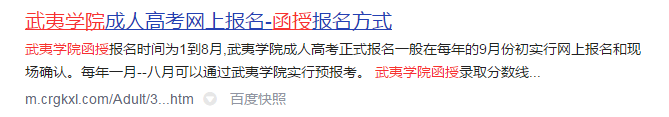 武夷学院成人高考网上报名-函授报名方式
武夷学院函授报名时间为1到8月,武夷学院成人高考正式报名一般在每年的9月份初实行网上报名和现
场确认。每年一月--八月可以通过武夷学院实行预报考。 武夷学院函授录取分数线...
m.crgkxl.com/Adult/3...htm 百度快照